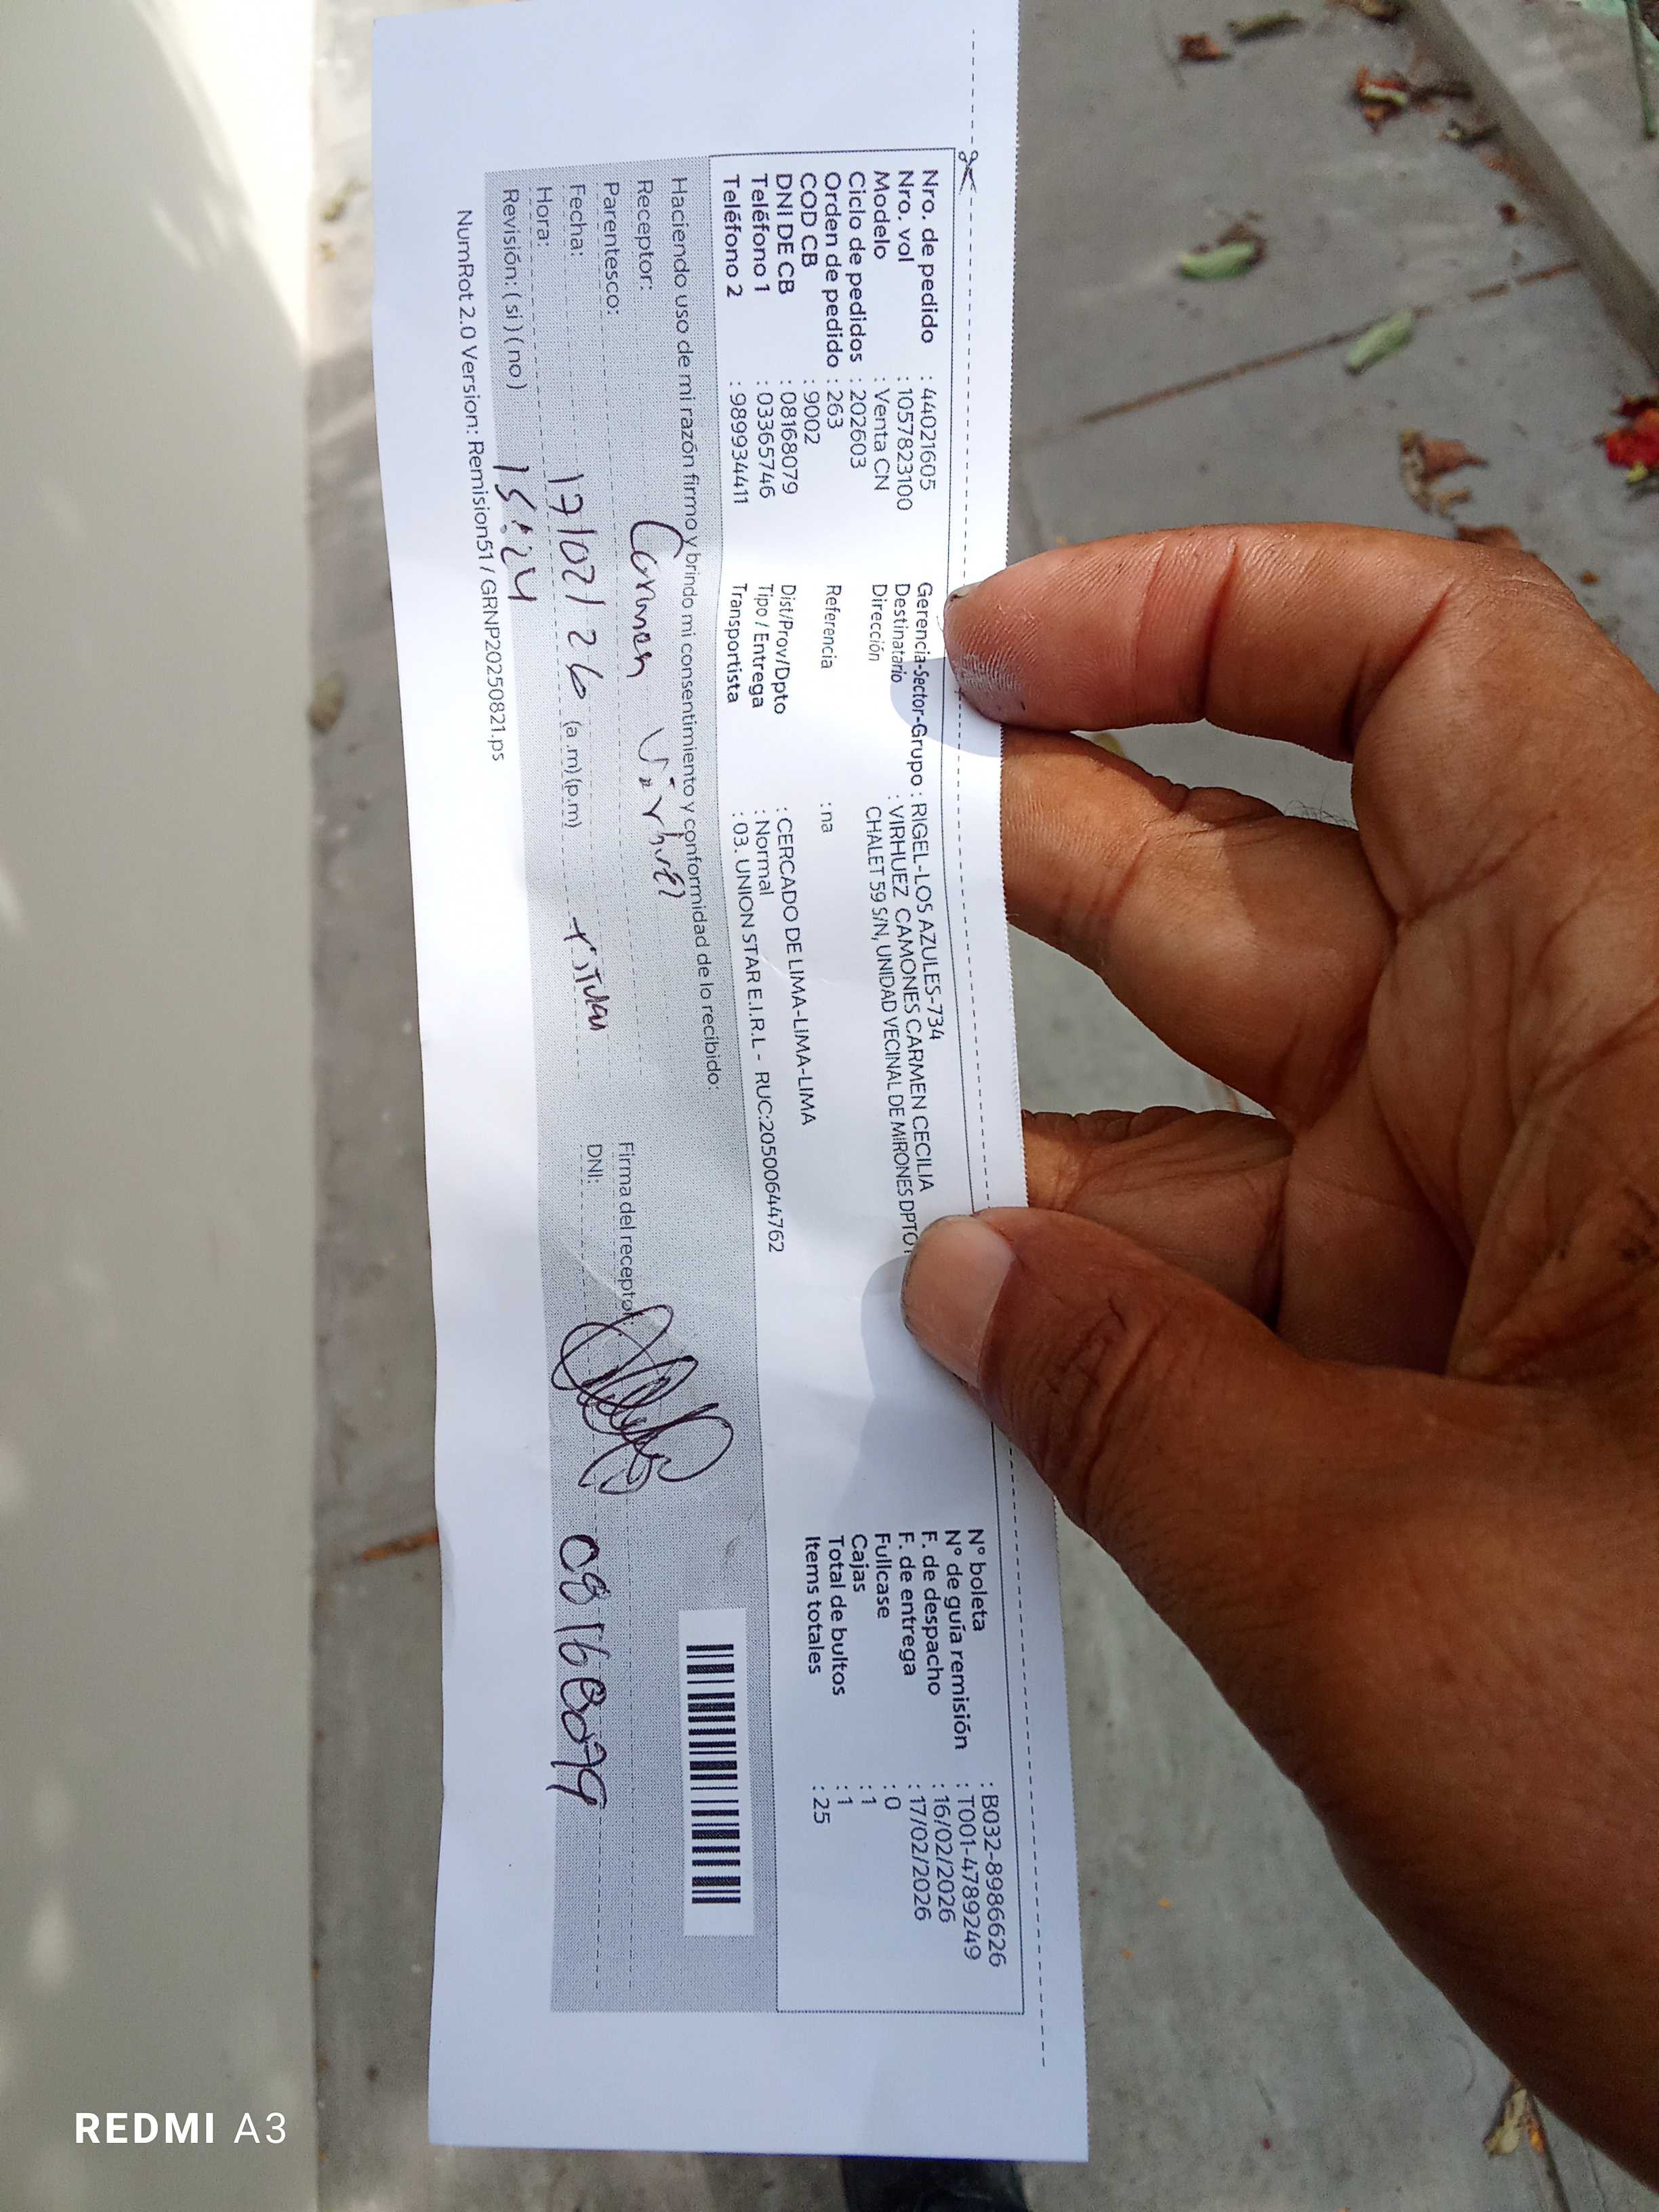 Nro. de pedido : 44021605
Nro. vol : 1057823100
Modelo : Venta CN
Ciclo de pedidos : 202603
Orden de pedido : 263
COD CB : 9002
DNI DE CB : 08168079
Teléfono 1 : 03365746
Teléfono 2 : 989934411
Gerencia-Sector-Grupo : RIGEL-LOS AZULES-734
Destinatario : VIRHUEZ CAMONES CARMEN CECILIA
Dirección CHALET 59 S/N, UNIDAD VECINAL DE MIRONES DPTO
Referencia : na
Dist/Prov/Dpto : CERCADO DE LIMA-LIMA-LIMA
Tipo / Entrega : Normal
Transportista : 03. UNION STAR E.I.R.L - RUC:20500644762
N° boleta : B032-8986626
N° de guía remisión : T001-4789249
F. de despacho : 16/02/2026
F. de entrega : 17/02/2026
Fullcase : 0
Cajas : 1
Total de bultos : 1
Items totales : 25
Haciendo uso de mi razón firmo y brindo mi consentimiento y conformidad de lo recibido:
Receptor: Carmen Virhuez
Parentesco: titular
Fecha: 17/02/26
Hora: 15:24 (a.m)(p.m)
Revisión: ( si ) ( no )
Firma del receptor:
DNI: 08168079
NumRot 2.0 Version: Remision51 / GRNP20250821.ps
REDMI A3